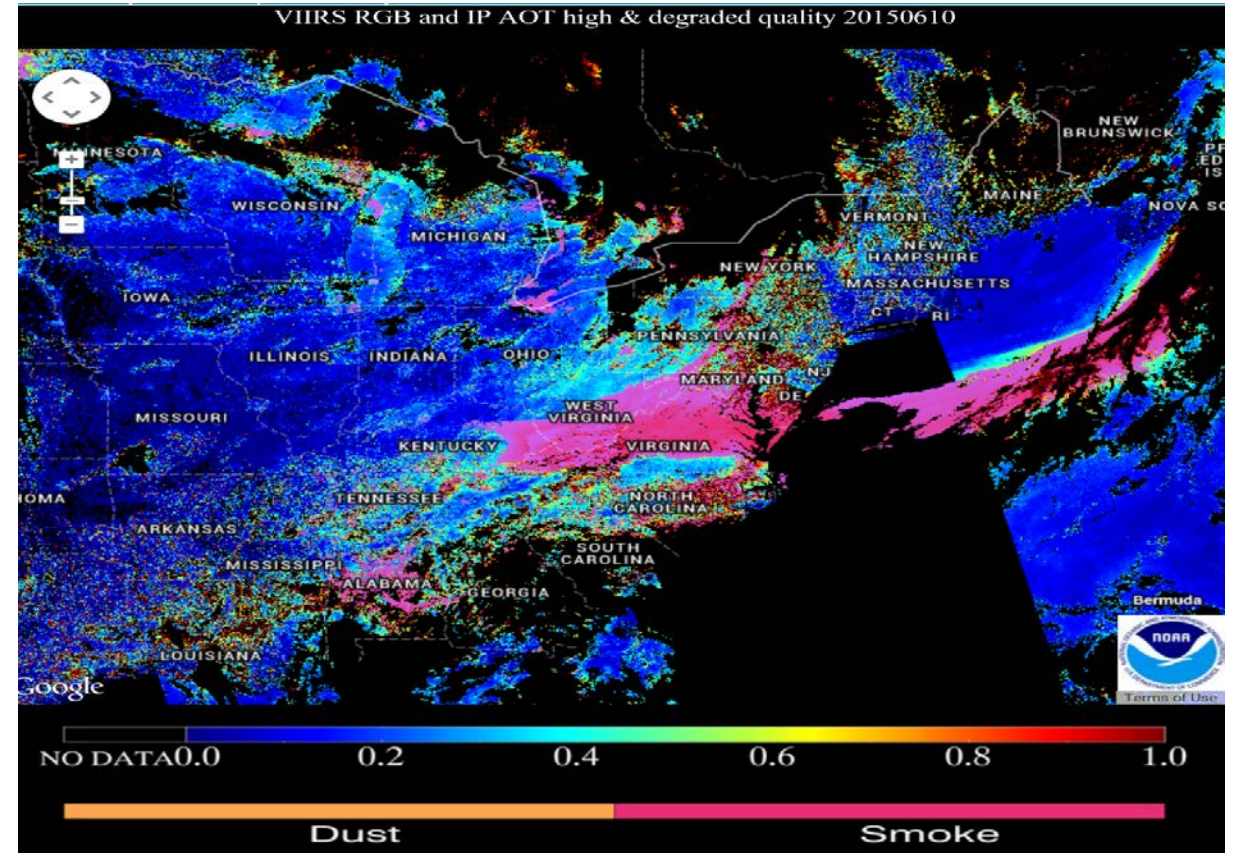 VIIRS RGB and IP AOT high & degraded quality 20150610
NEW
BRUNSWICK
WISCONSIN
MAINE
NOVA SC
MICHIGAN
VERMONT
NEW
HAMPSHIRE
NEW YORK
MASSACHUSETTS
IOWA
CT
RI
PENNSYLVANIA
ILLINOIS
INDIANA
OHIO
MARYLAND
NJ
DE
MISSOURI
WEST
VIRGINIA
KENTUCKY
VIRGINIA
HOMA
TENNESSEE
NORTH
CAROLINA
ARKANSAS
SOUTH
CAROLINA
MISSISSIPPI
ALABAMA
GEORGIA
Bermuda
LOUISIANA
NOAA
Google
Terms of Use
NO DATA 0.0 0.2 0.4 0.6 0.8 1.0
Dust Smoke